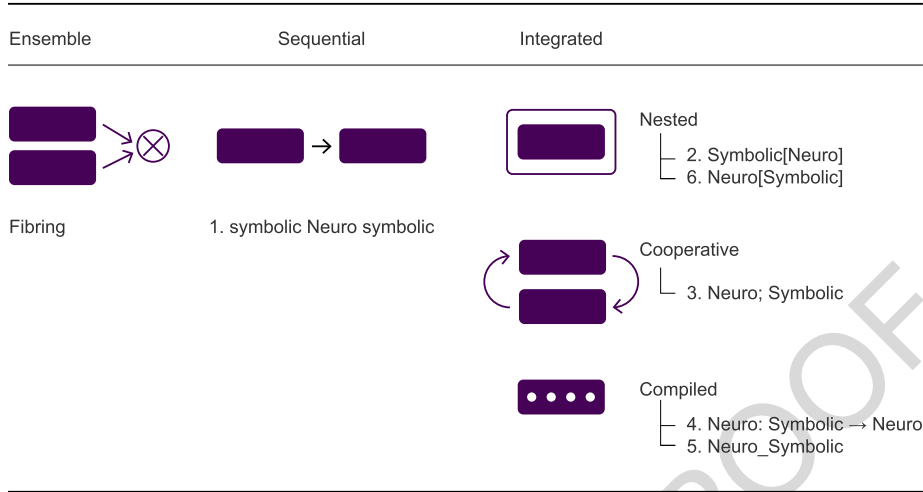 Ensemble
Sequential
Integrated
Fibring
1. symbolic Neuro symbolic
Nested
2. Symbolic[Neuro]
6. Neuro[Symbolic]
Cooperative
3. Neuro; Symbolic
Compiled
4. Neuro: Symbolic → Neuro
5. Neuro_Symbolic
PROOF